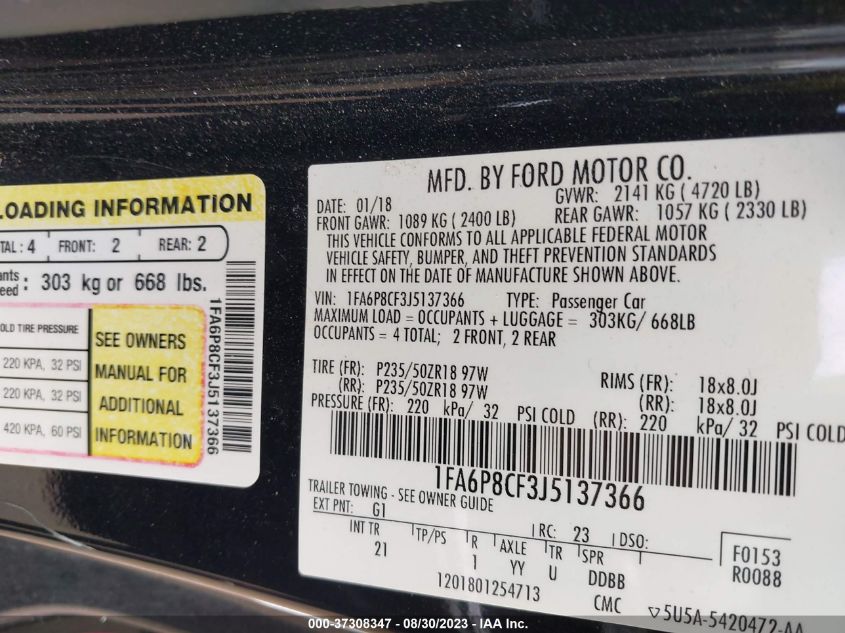 LOADING INFORMATION
TAL : 4 FRONT: 2 REAR: 2
303 kg or 668 lbs.
OLD TIRE PRESSURE
220 KPA, 32 PSI
220 KPA, 32 PSI
420 KPA, 60 PSI
SEE OWNERS
MANUAL FOR
ADDITIONAL
INFORMATION
1FA6P8CF3J5137366
MFD. BY FORD MOTOR CO.
DATE: 01/18 GVWR: 2141 KG ( 4720 LB)
FRONT GAWR: 1089 KG ( 2400 LB) REAR GAWR: 1057 KG ( 2330 LB)
THIS VEHICLE CONFORMS TO ALL APPLICABLE FEDERAL MOTOR
VEHICLE SAFETY, BUMPER, AND THEFT PREVENTION STANDARDS
IN EFFECT ON THE DATE OF MANUFACTURE SHOWN ABOVE.
VIN: 1FA6P8CF3J5137366 TYPE: Passenger Car
MAXIMUM LOAD = OCCUPANTS + LUGGAGE = 303KG/ 668LB
OCCUPANTS = 4 TOTAL; 2 FRONT, 2 REAR
TIRE (FR): P235/50ZR18 97W RIMS (FR): 18x8.0J
(RR): P235/50ZR18 97W (RR): 18x8.0J
PRESSURE (FR): 220 kPa/ 32 PSI COLD (RR): 220 kPa/ 32 PSI COLD
1FA6P8CF3J5137366
TRAILER TOWING - SEE OWNER GUIDE
EXT PNT: G1 RC: 23 DSO:
INT TR TP/PS R AXLE TR SPR F0153
21 1 YY U DDBB R0088
1201801254713 CMC ▽5U5A-5420472-AA
000-37308347 - 08/30/2023 - IAA Inc.